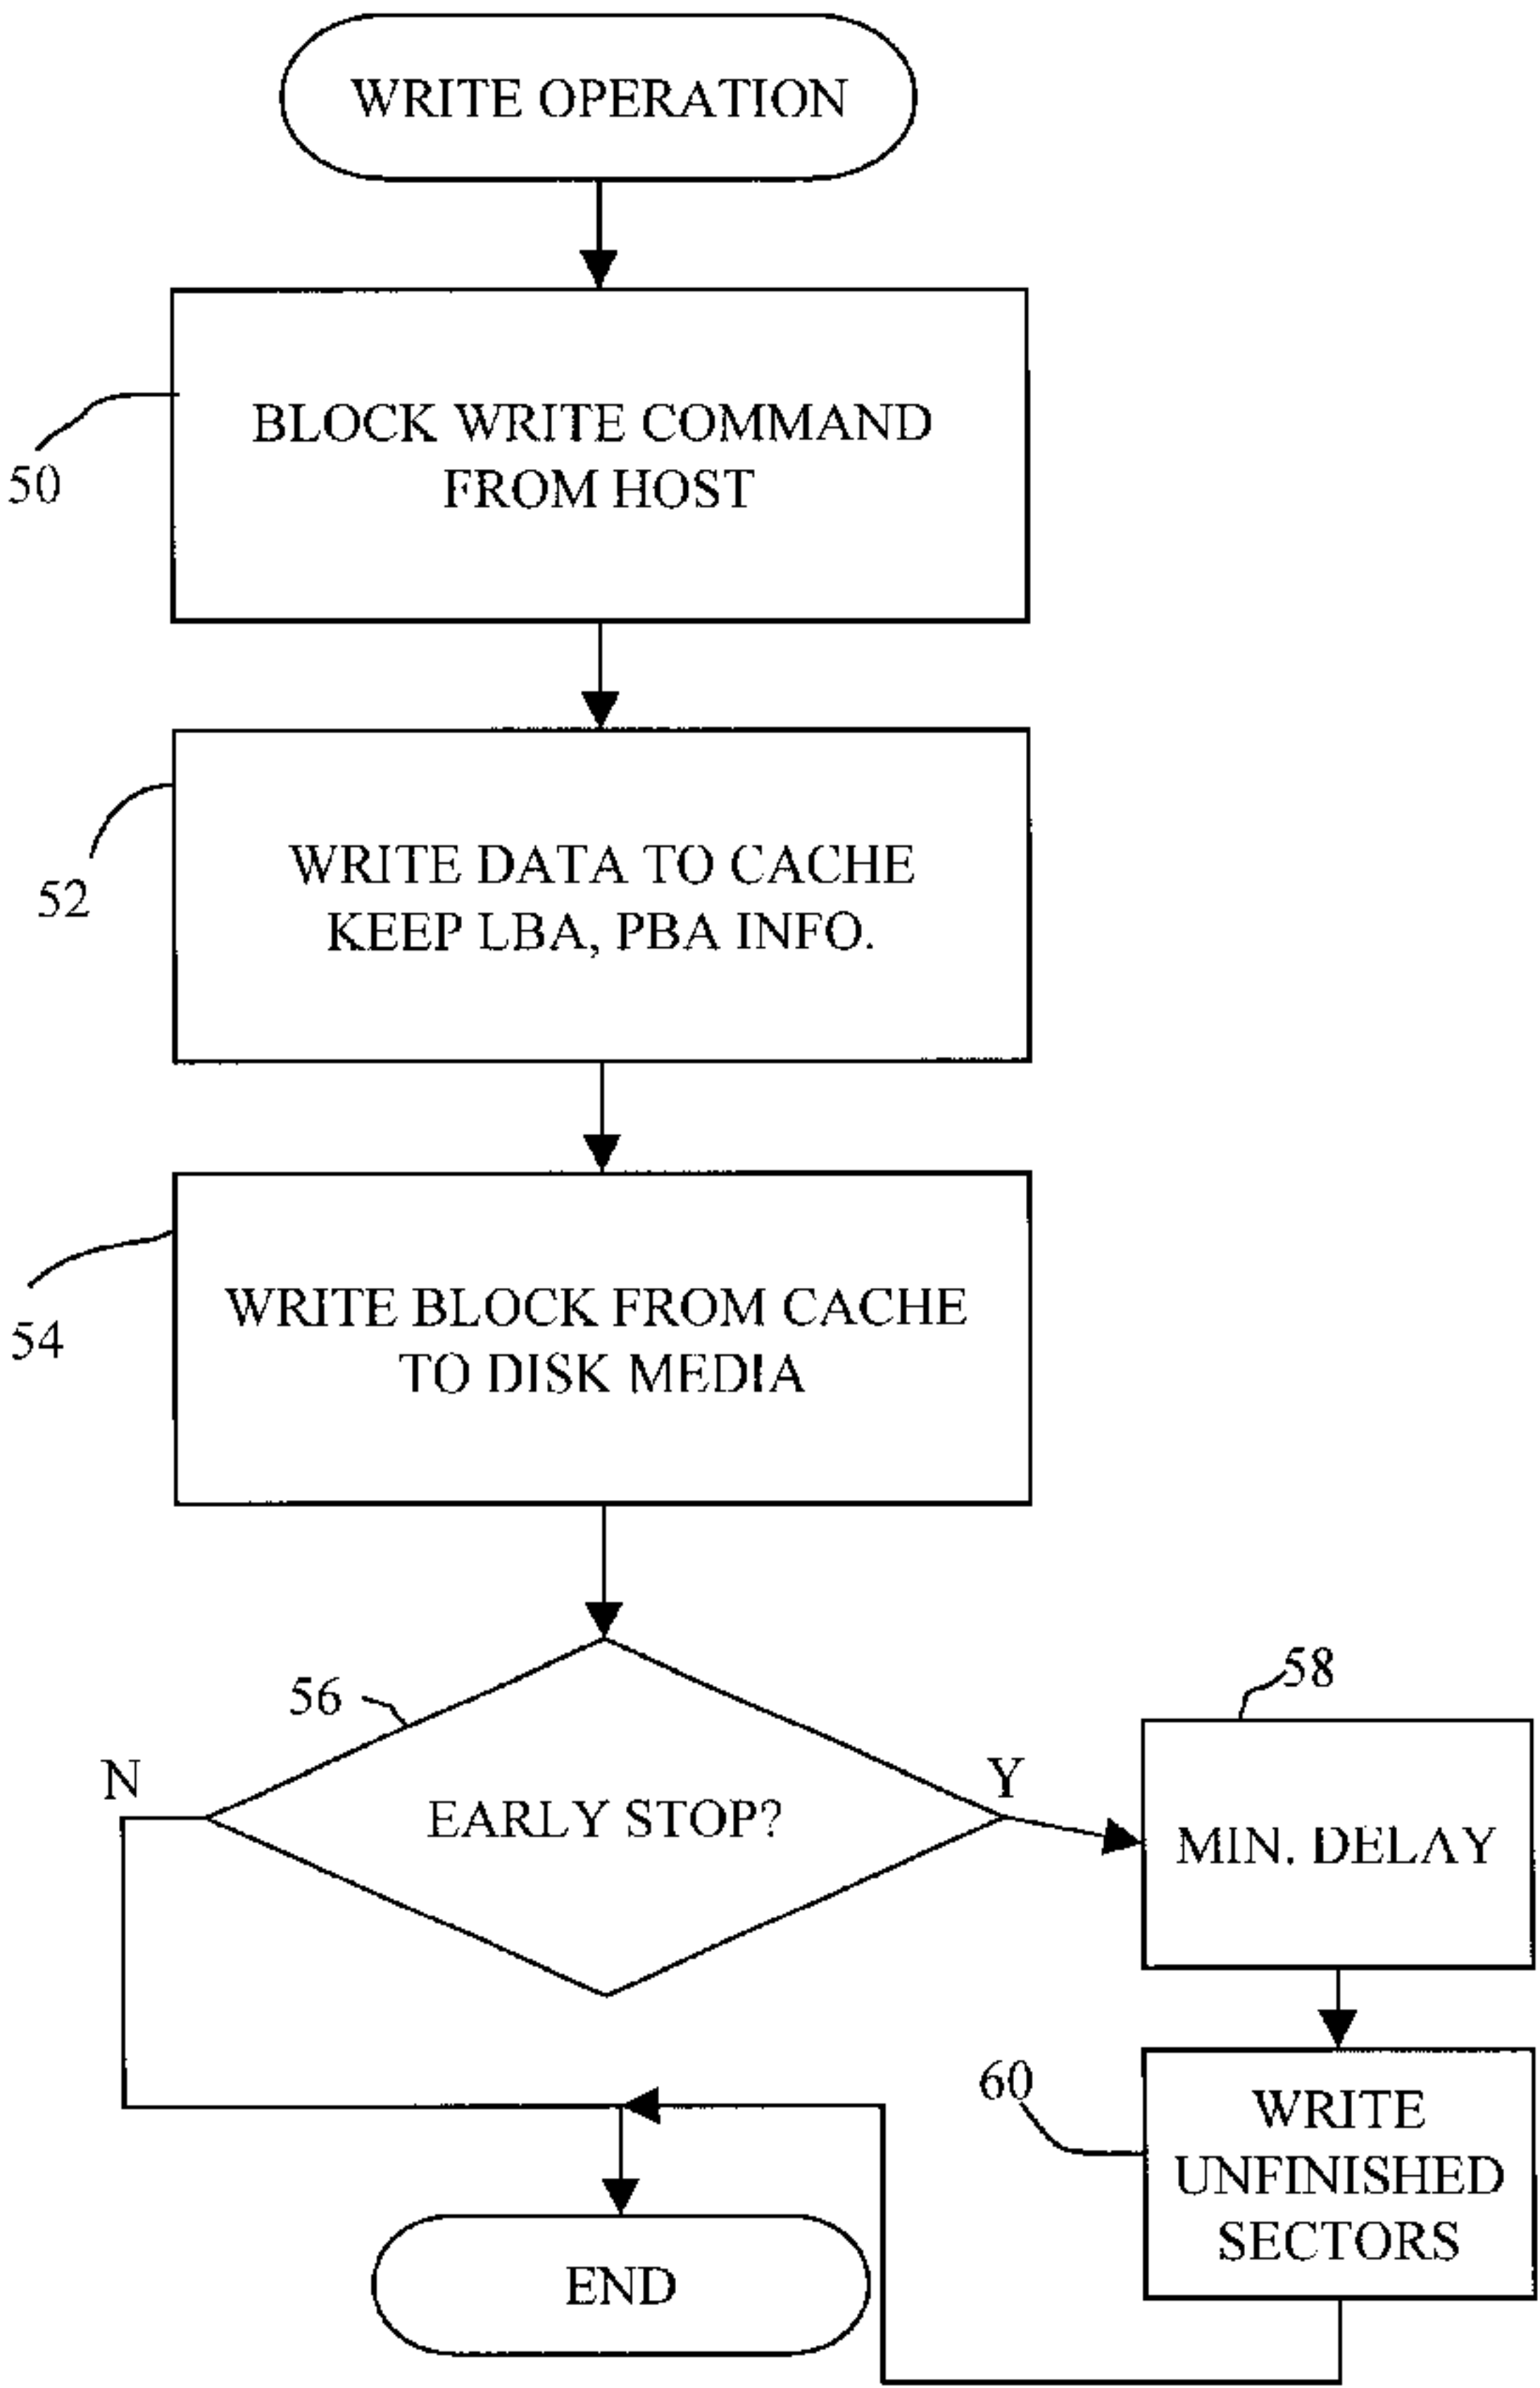 WRITE OPERATION
BLOCK WRITE COMMAND
FROM HOST
50
WRITE DATA TO CACHE
KEEP LBA, PBA INFO.
52
WRITE BLOCK FROM CACHE
TO DISK MEDIA
54
56
58
N
Y
EARLY STOP?
MIN. DELAY
60
WRITE
UNFINISHED
SECTORS
END